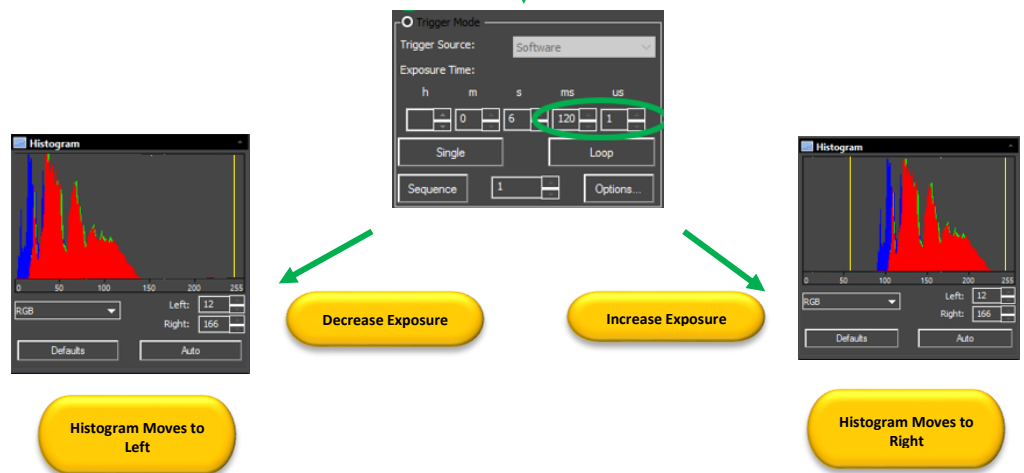 Trigger Mode
Trigger Source: Software
Exposure Time:
h m s ms us
0 6 120 1
Single Loop
Sequence 1 Options...
Histogram
0 50 100 150 200 255
RGB
Left: 12
Right: 166
Defaults Auto
Histogram Moves to
Left
Decrease Exposure
Increase Exposure
Histogram
0 50 100 150 200 255
RGB
Left: 12
Right: 166
Defaults Auto
Histogram Moves to
Right